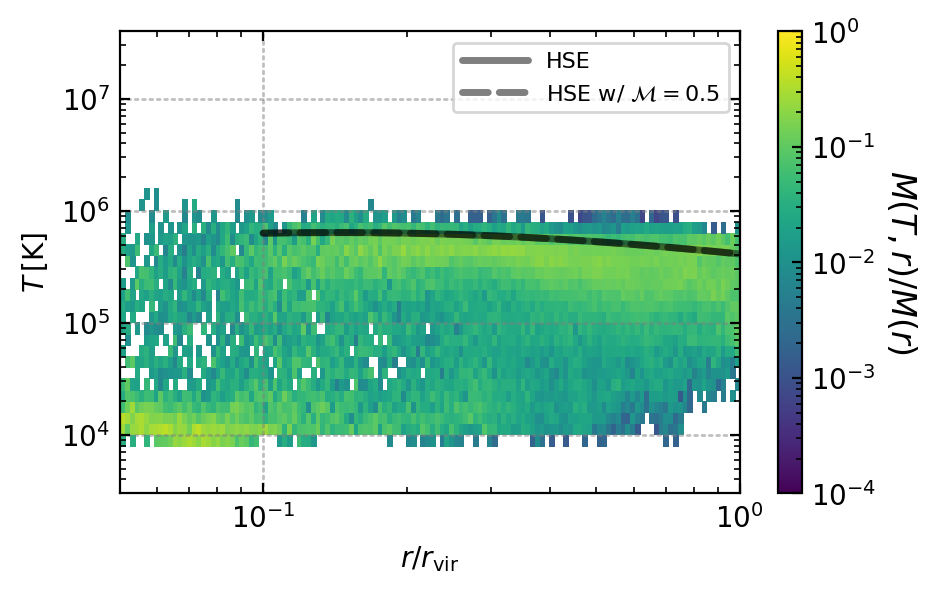 HSE
HSE w/ ℳ = 0.5
10⁷
10⁶
10⁵
10⁴
T[K]
10⁻¹
10⁰
r/r_vir
10⁰
10⁻¹
10⁻²
10⁻³
10⁻⁴
M(T, r)/M(r)